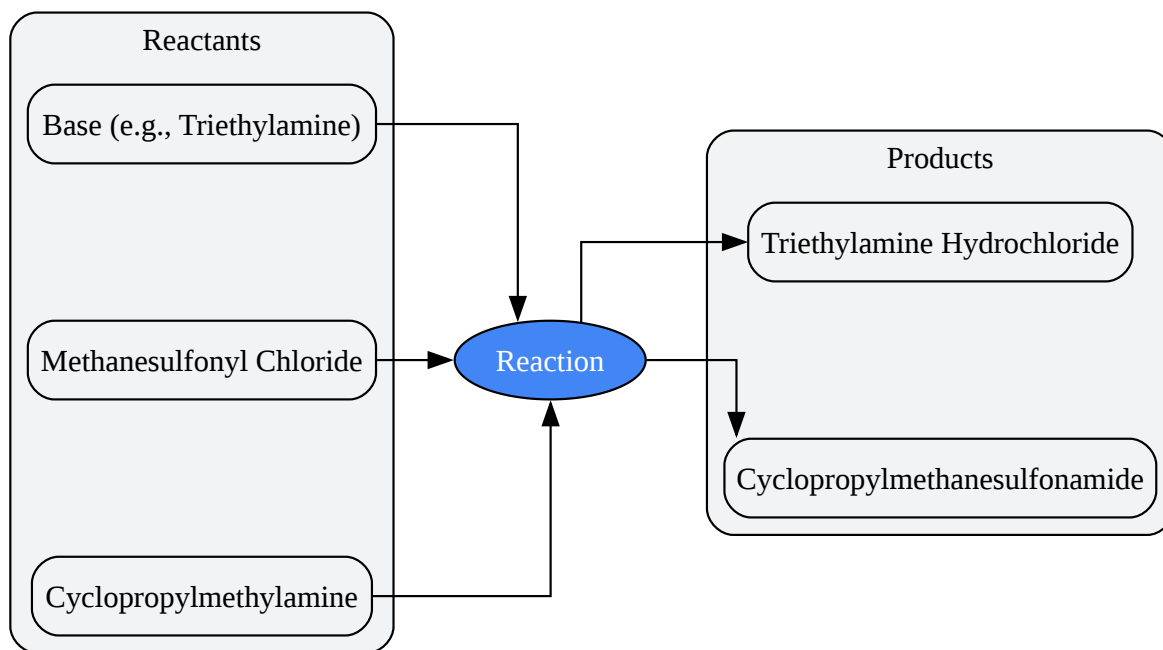 Reactants
Base (e.g., Triethylamine)
Methanesulfonyl Chloride
Cyclopropylmethylamine
Reaction
Products
Triethylamine Hydrochloride
Cyclopropylmethanesulfonamide